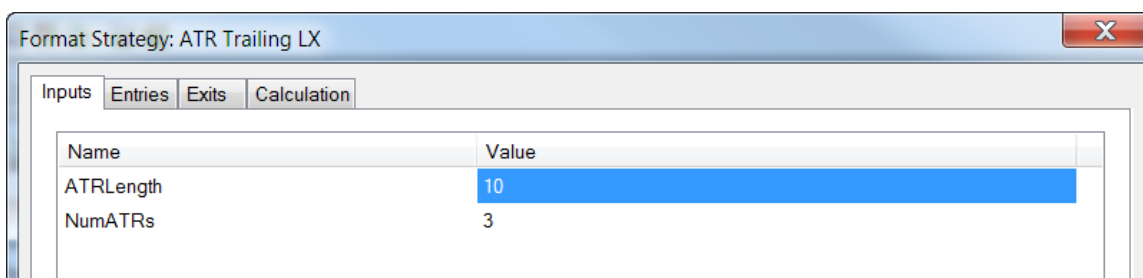 Format Strategy: ATR Trailing LX
X
Inputs Entries Exits Calculation
Name Value
ATRLength 10
NumATRs 3